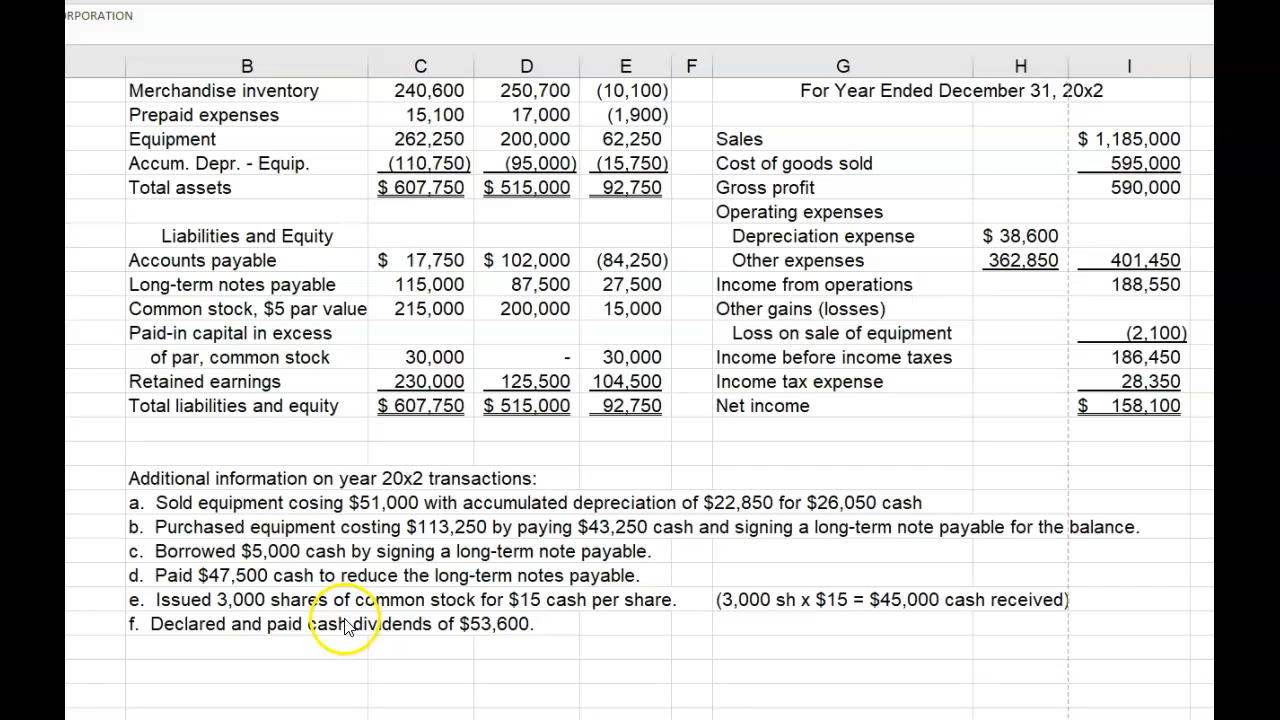 ORPORATION
B C D E F G H I
Merchandise inventory 240,600 250,700 (10,100) For Year Ended December 31, 20x2
Prepaid expenses 15,100 17,000 (1,900)
Equipment 262,250 200,000 62,250 Sales $ 1,185,000
Accum. Depr. - Equip. (110,750) (95,000) (15,750) Cost of goods sold 595,000
Total assets $ 607,750 $ 515,000 92,750 Gross profit 590,000
Operating expenses
Liabilities and Equity Depreciation expense $ 38,600
Accounts payable $ 17,750 $ 102,000 (84,250) Other expenses 362,850 401,450
Long-term notes payable 115,000 87,500 27,500 Income from operations 188,550
Common stock, $5 par value 215,000 200,000 15,000 Other gains (losses)
Paid-in capital in excess Loss on sale of equipment (2,100)
of par, common stock 30,000 - 30,000 Income before income taxes 186,450
Retained earnings 230,000 125,500 104,500 Income tax expense 28,350
Total liabilities and equity $ 607,750 $ 515,000 92,750 Net income $ 158,100
Additional information on year 20x2 transactions:
a. Sold equipment cosing $51,000 with accumulated depreciation of $22,850 for $26,050 cash
b. Purchased equipment costing $113,250 by paying $43,250 cash and signing a long-term note payable for the balance.
c. Borrowed $5,000 cash by signing a long-term note payable.
d. Paid $47,500 cash to reduce the long-term notes payable.
e. Issued 3,000 shares of common stock for $15 cash per share. (3,000 sh x $15 = $45,000 cash received)
f. Declared and paid cash dividends of $53,600.